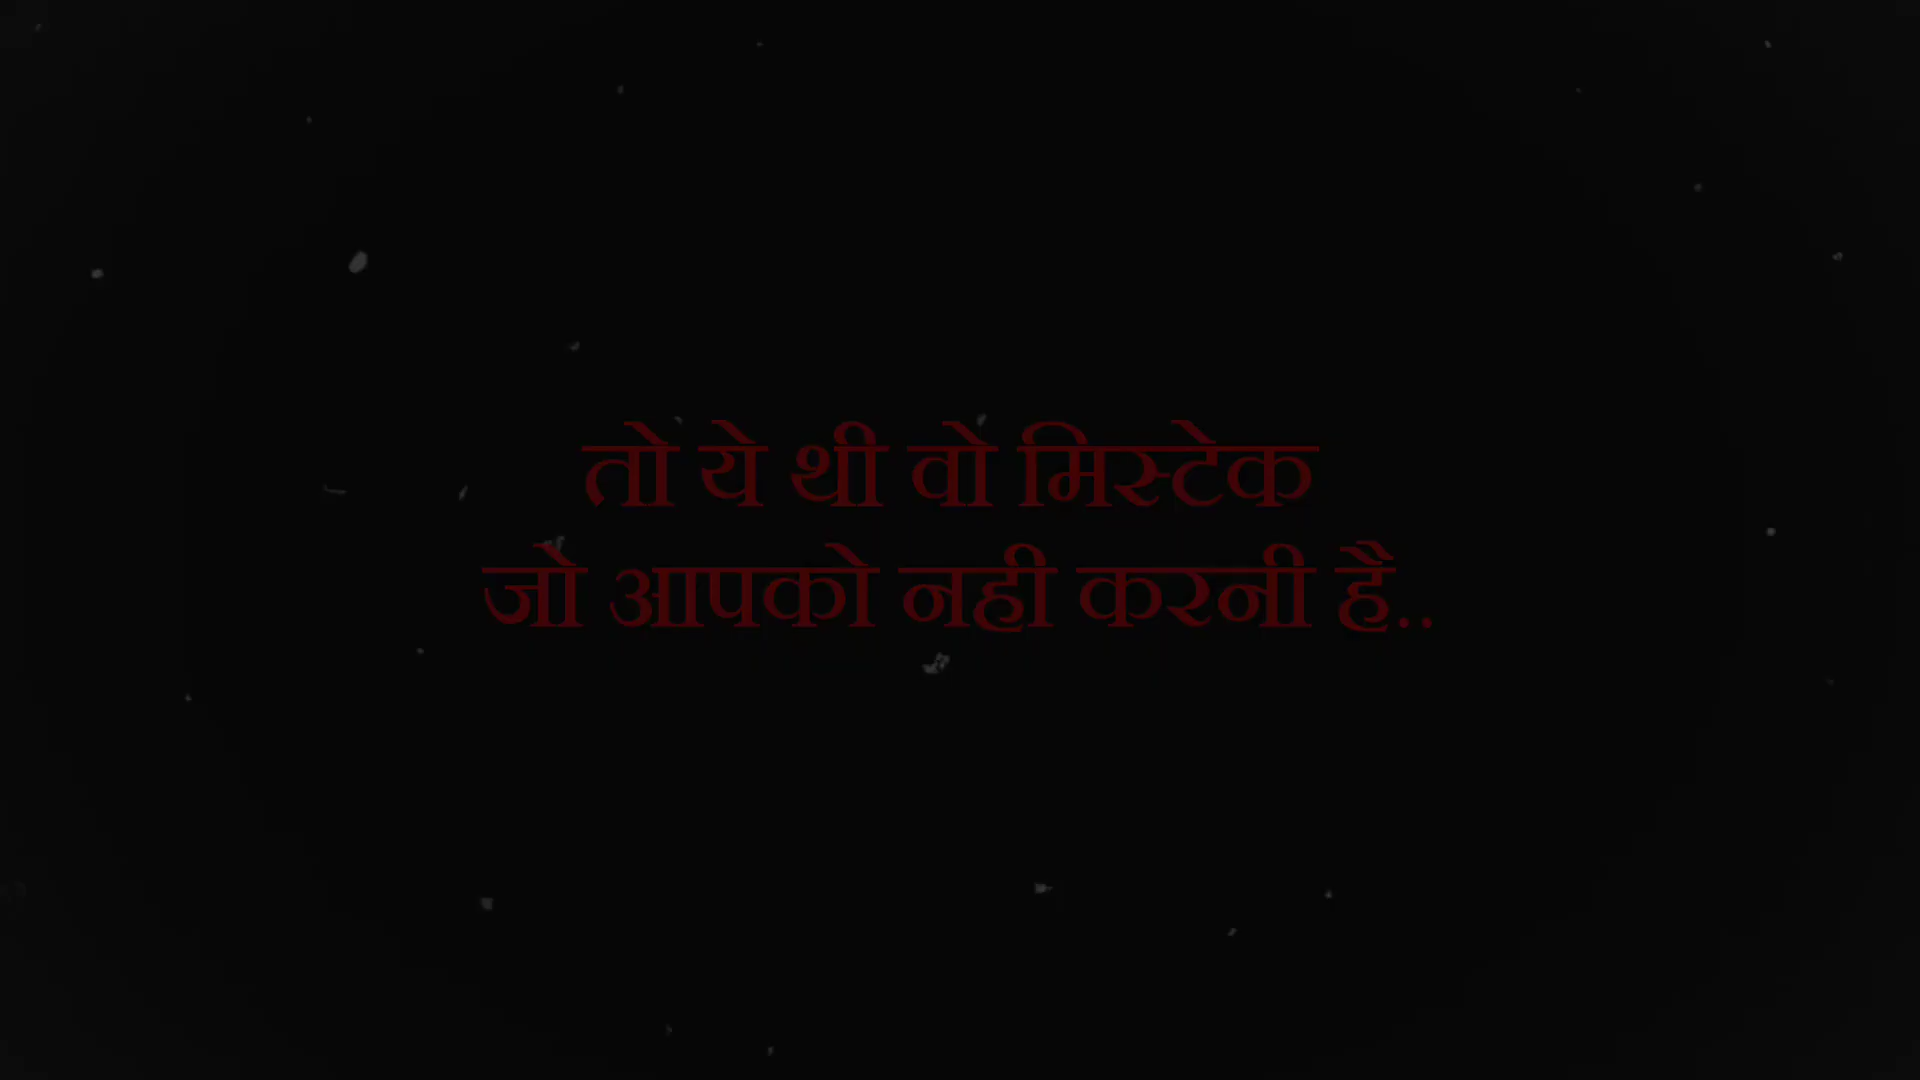 तो ये थी वो मिस्टेक
जो आपको नही करनी है..